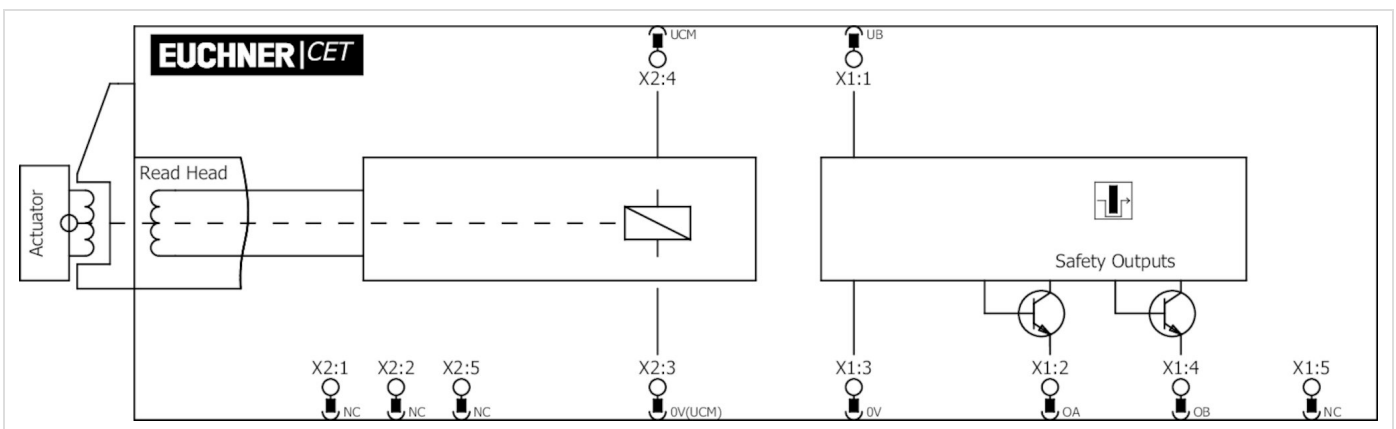 EUCHNER|CET
UCM
UB
X2:4
X1:1
Read Head
Actuator
Safety Outputs
X2:1
X2:2
X2:5
X2:3
X1:3
X1:2
X1:4
X1:5
NC
NC
NC
0V(UCM)
0V
OA
OB
NC